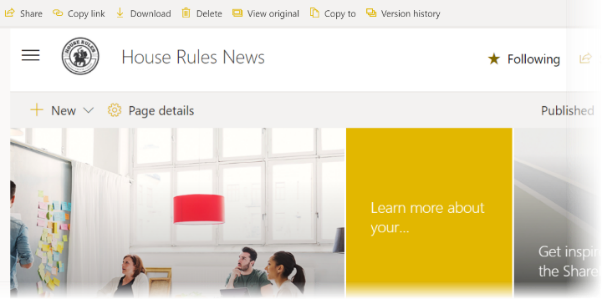 Share Copy link Download Delete View original Copy to Version history
HOUSE RULES
House Rules News
Following
New Page details
Published
Learn more about
your...
Get inspir
the Share